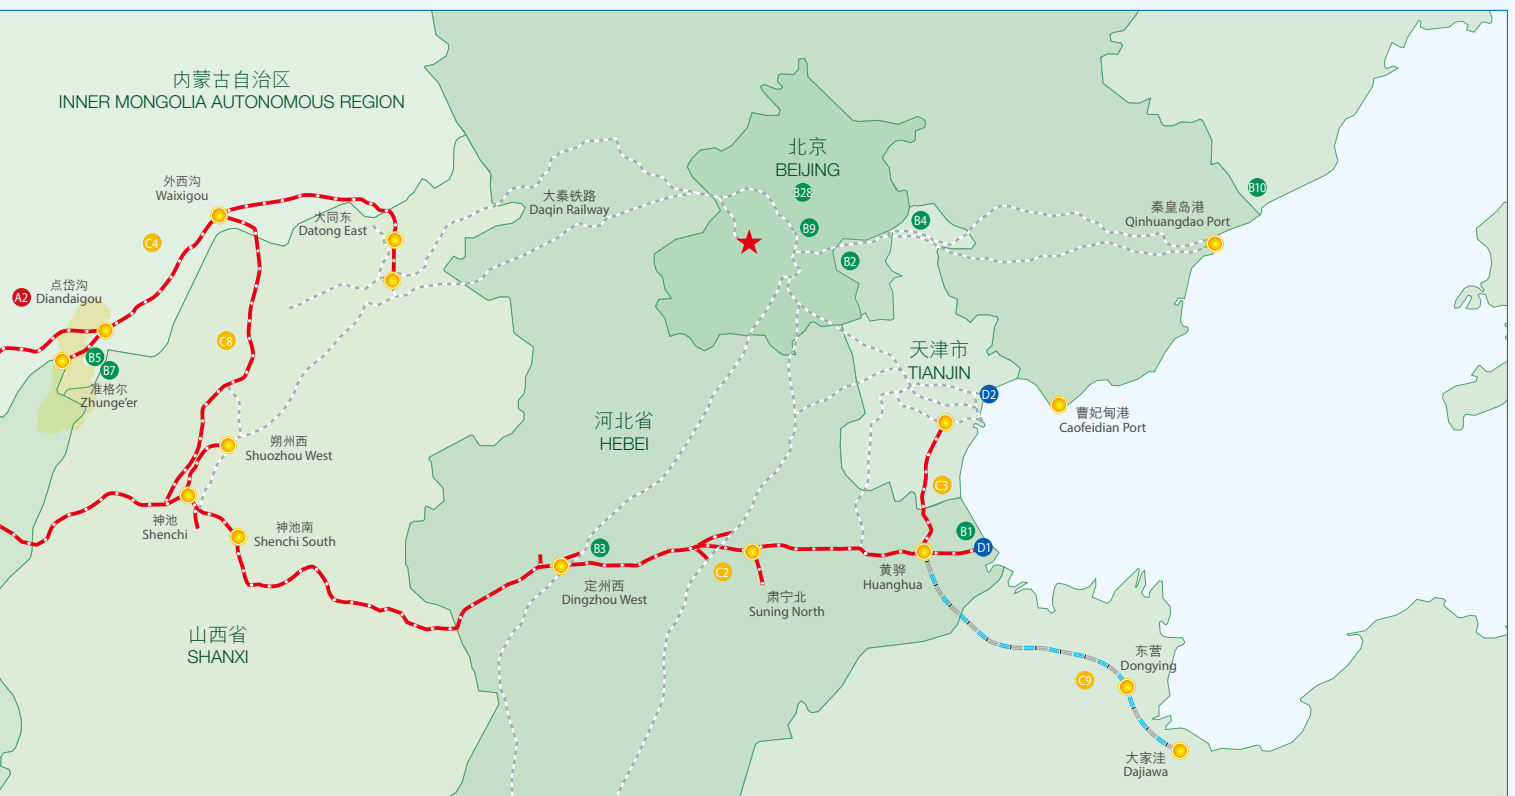 内蒙古自治区
INNER MONGOLIA AUTONOMOUS REGION
北京
BEIJING
B28
B9
B4
B2
B10
秦皇岛港
Qinhuangdao Port
外西沟
Waixigou
C4
大同东
Datong East
大秦铁路
Daqin Railway
点岱沟
Diandaigou
A2
C8
B5
B7
准格尔
Zhunge'er
天津市
TIANJIN
D2
曹妃甸港
Caofeidian Port
河北省
HEBEI
朔州西
Shuozhou West
C3
神池
Shenchi
神池南
Shenchi South
B3
C2
B1
D1
定州西
Dingzhou West
肃宁北
Suning North
黄骅
Huanghua
山西省
SHANXI
东营
Dongying
C9
大家洼
Dajiawa